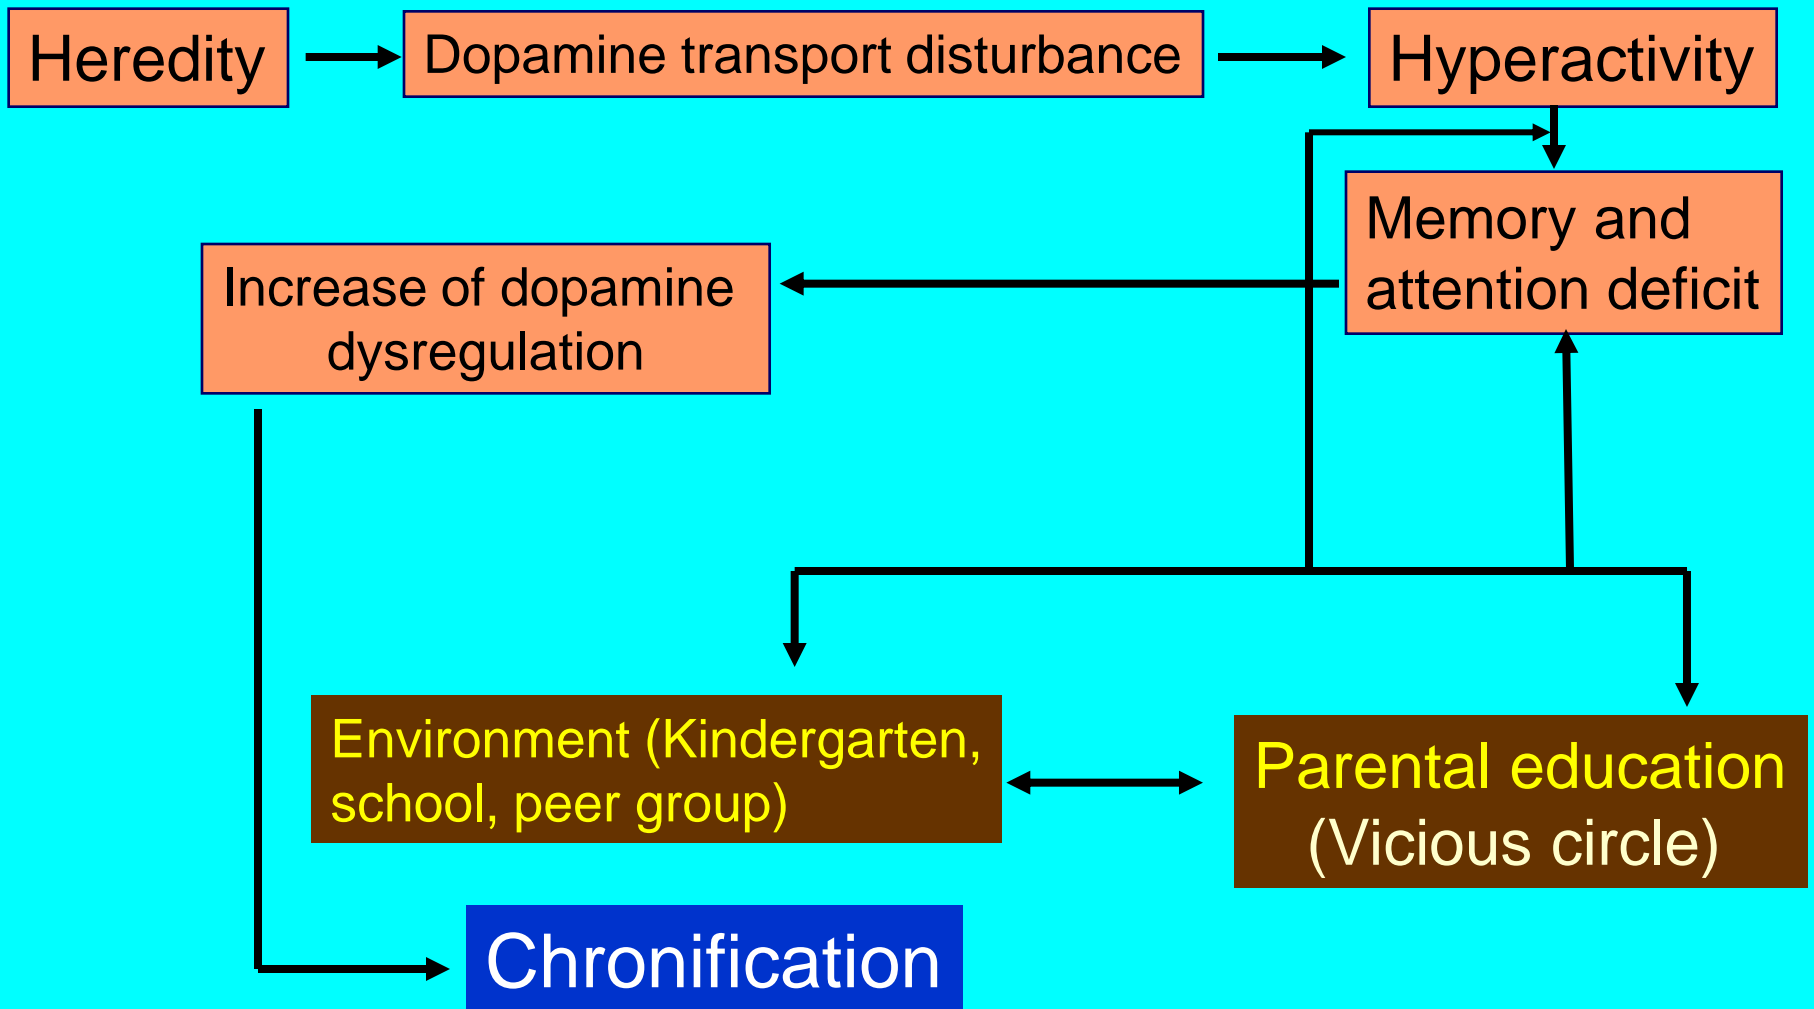 Heredity
Dopamine transport disturbance
Hyperactivity
Memory and
attention deficit
Increase of dopamine
dysregulation
Environment (Kindergarten,
school, peer group)
Parental education
(Vicious circle)
Chronification